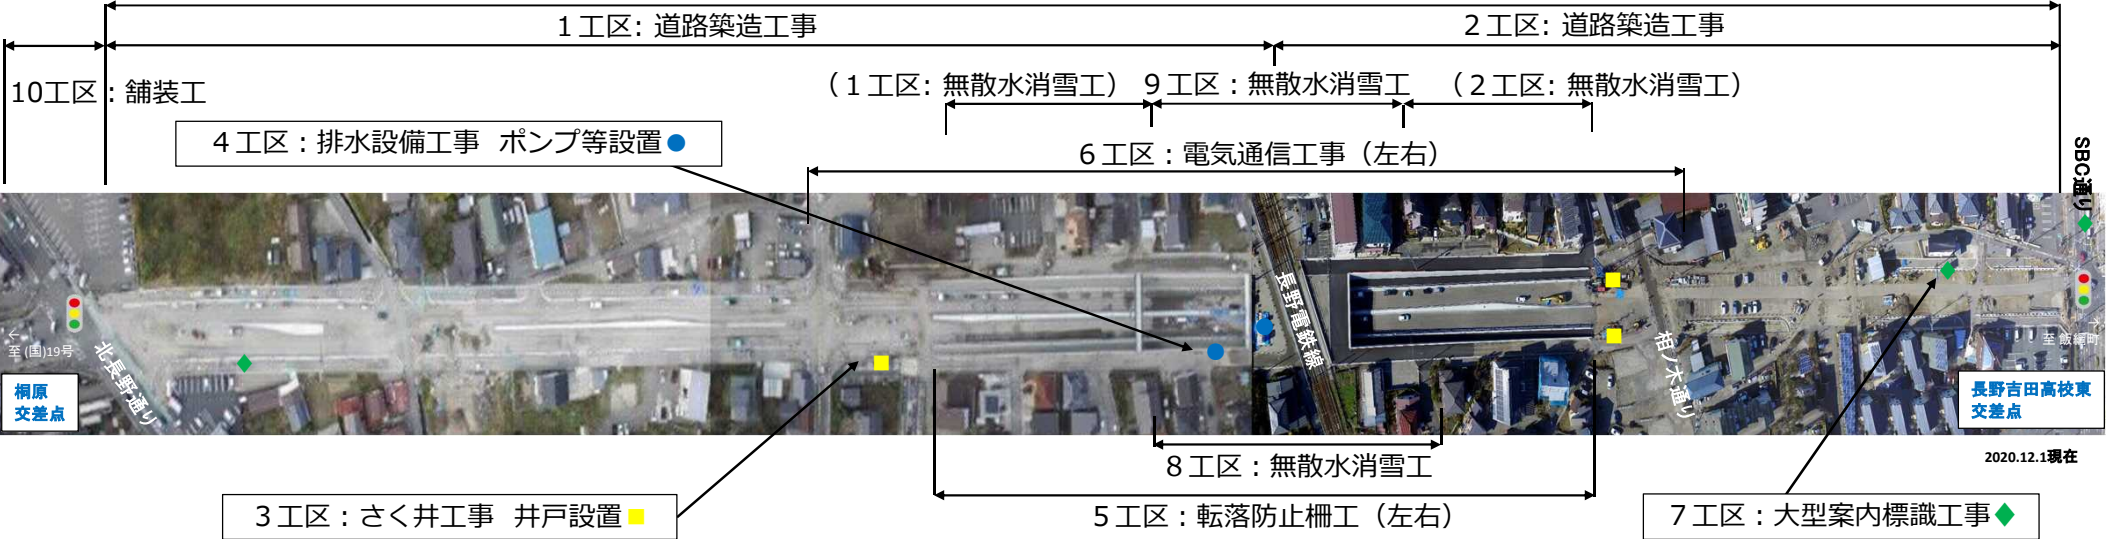 １工区: 道路築造工事
２工区: 道路築造工事
10工区：舗装工
（１工区: 無散水消雪工）
９工区：無散水消雪工
（２工区: 無散水消雪工）
４工区：排水設備工事 ポンプ等設置
６工区：電気通信工事（左右）
SBC通り
長野電鉄線
←
至 (国)19号
北長野通り
桐原
交差点
相ノ木通り
至 飯綱町
長野吉田高校東
交差点
８工区：無散水消雪工
2020.12.1現在
３工区：さく井工事 井戸設置
５工区：転落防止柵工（左右）
７工区：大型案内標識工事